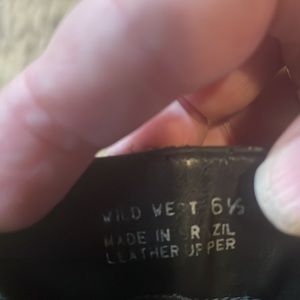 WILD WEST 6½
MADE IN BRAZIL
LEATHER UPPER